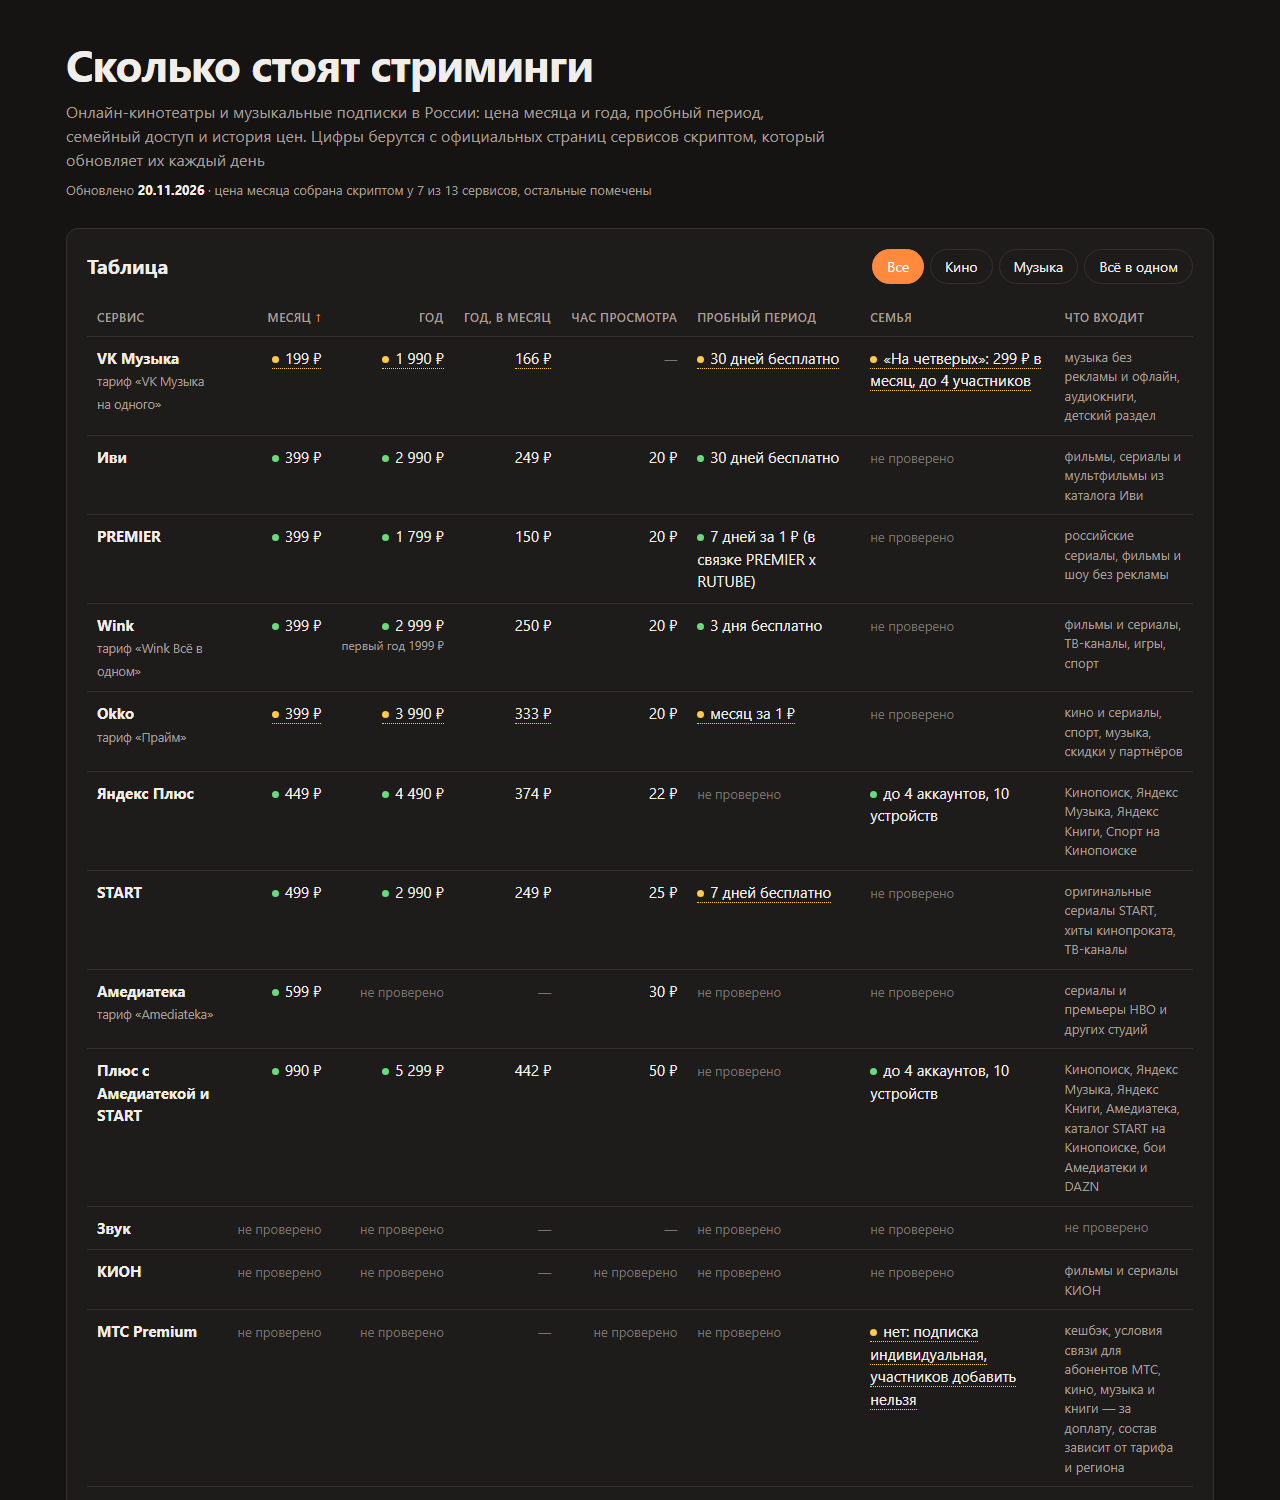 Сколько стоят стриминги
Онлайн-кинотеатры и музыкальные подписки в России: цена месяца и года, пробный период,
семейный доступ и история цен. Цифры берутся с официальных страниц сервисов скриптом, который
обновляет их каждый день
Обновлено 20.11.2026 · цена месяца собрана скриптом у 7 из 13 сервисов, остальные помечены
Таблица
Все Кино Музыка Всё в одном
СЕРВИС МЕСЯЦ ↑ ГОД ГОД, В МЕСЯЦ ЧАС ПРОСМОТРА ПРОБНЫЙ ПЕРИОД СЕМЬЯ ЧТО ВХОДИТ
VK Музыка 199 ₽ 1 990 ₽ 166 ₽ — 30 дней бесплатно «На четверых»: 299 ₽ в музыка без
тариф «VK Музыка месяц, до 4 участников рекламы и офлайн,
на одного» аудиокниги,
детский раздел
Иви 399 ₽ 2 990 ₽ 249 ₽ 20 ₽ 30 дней бесплатно не проверено фильмы, сериалы и
мультфильмы из
каталога Иви
PREMIER 399 ₽ 1 799 ₽ 150 ₽ 20 ₽ 7 дней за 1 ₽ (в не проверено российские
связке PREMIER x сериалы, фильмы и
RUTUBE) шоу без рекламы
Wink 399 ₽ 2 999 ₽ 250 ₽ 20 ₽ 3 дня бесплатно не проверено фильмы и сериалы,
тариф «Wink Всё в первый год 1999 ₽ ТВ-каналы, игры,
одном» спорт
Okko 399 ₽ 3 990 ₽ 333 ₽ 20 ₽ месяц за 1 ₽ не проверено кино и сериалы,
тариф «Прайм» спорт, музыка,
скидки у партнёров
Яндекс Плюс 449 ₽ 4 490 ₽ 374 ₽ 22 ₽ не проверено до 4 аккаунтов, 10 Кинопоиск, Яндекс
устройств Музыка, Яндекс
Книги, Спорт на
Кинопоиске
START 499 ₽ 2 990 ₽ 249 ₽ 25 ₽ 7 дней бесплатно не проверено оригинальные
сериалы START,
хиты кинопроката,
ТВ-каналы
Амедиатека 599 ₽ не проверено — 30 ₽ не проверено не проверено сериалы и
тариф «Amediateka» премьеры HBO и
других студий
Плюс с 990 ₽ 5 299 ₽ 442 ₽ 50 ₽ не проверено до 4 аккаунтов, 10 Кинопоиск, Яндекс
Амедиатекой и устройств Музыка, Яндекс
START Книги, Амедиатека,
каталог START на
Кинопоиске, бои
Амедиатеки и
DAZN
Звук не проверено не проверено — — не проверено не проверено не проверено
КИОН не проверено не проверено — не проверено не проверено не проверено фильмы и сериалы
КИОН
МТС Premium не проверено не проверено — не проверено не проверено нет: подписка кешбэк, условия
индивидуальная, связи для
участников добавить абонентов МТС,
нельзя кино, музыка и
книги — за
доплату, состав
зависит от тарифа
и региона